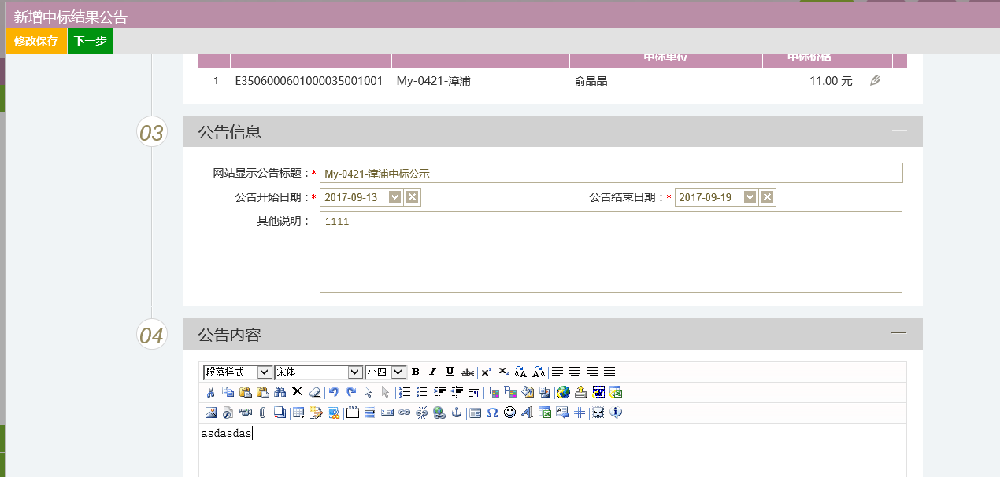 新增中标结果公告
修改保存 下一步
中标单位 中标价格
1 E3506000601000035001001 My-0421-漳浦 俞晶晶 11.00 元
03 公告信息
网站显示公告标题：* My-0421-漳浦中标公示
公告开始日期：* 2017-09-13 公告结束日期：* 2017-09-19
其他说明： 1111
04 公告内容
段落样式 宋体 小四 B I U abc
asdasdas